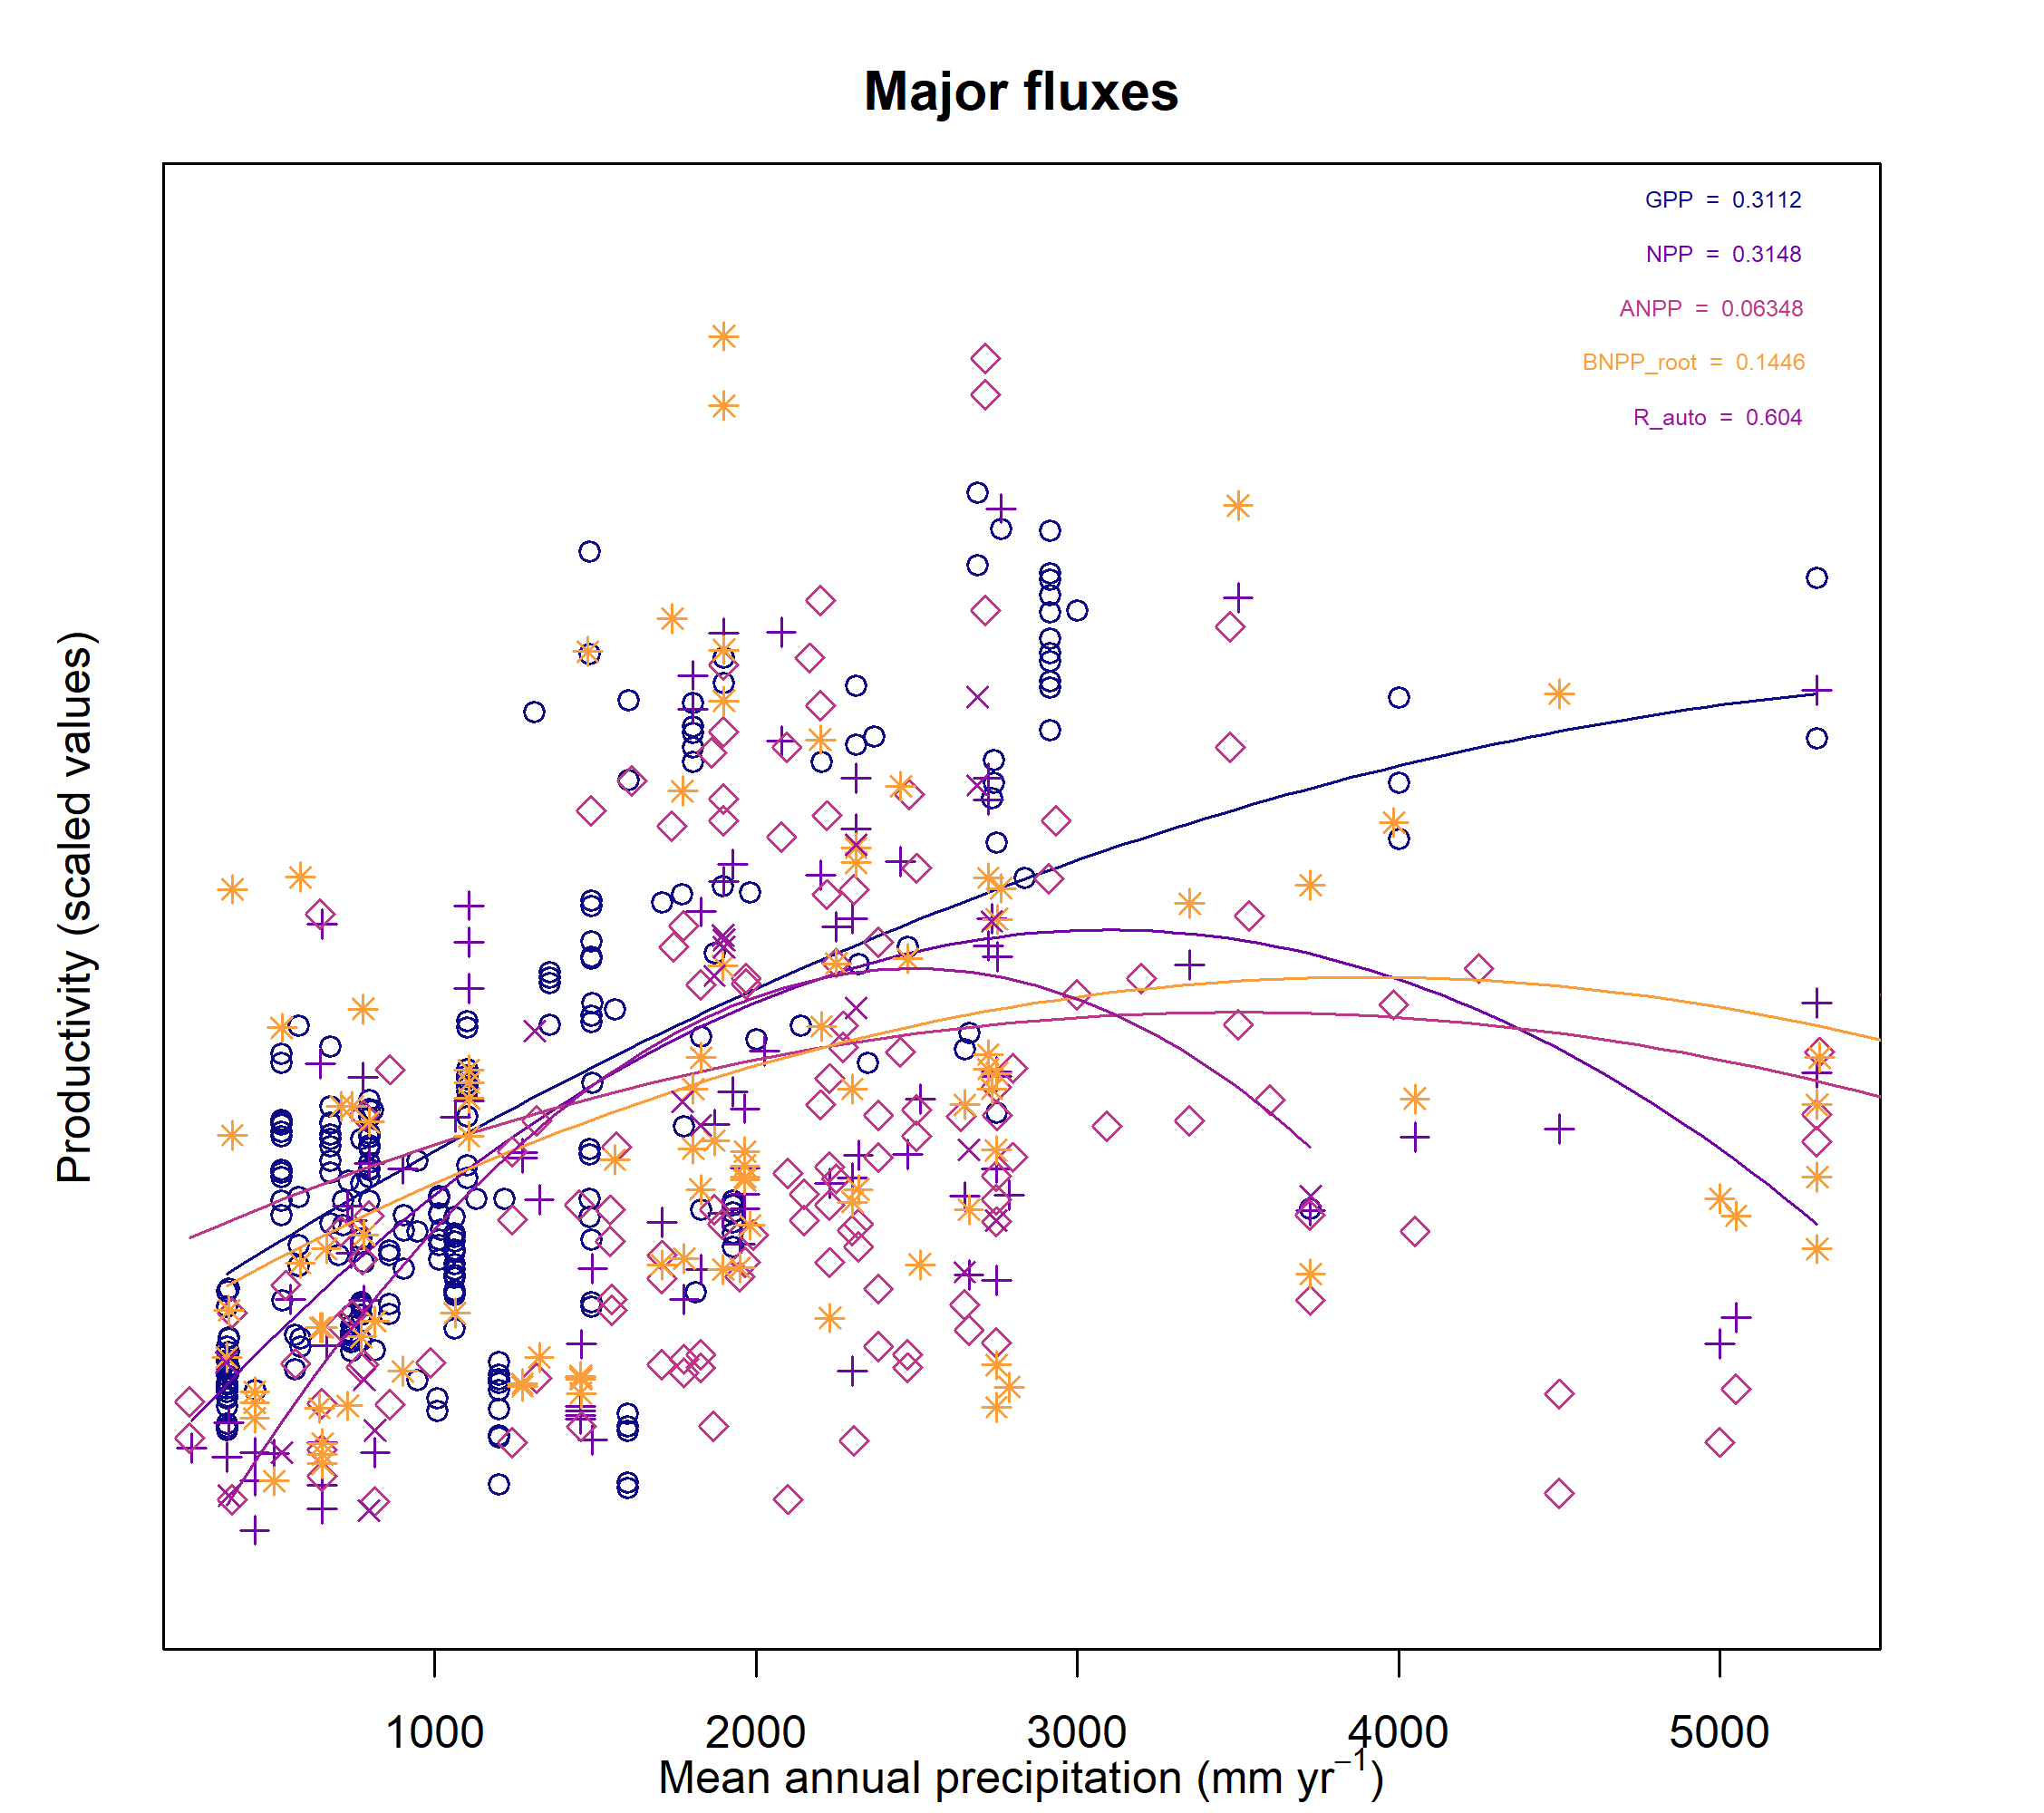 Major fluxes
GPP = 0.3112
NPP = 0.3148
ANPP = 0.06348
BNPP_root = 0.1446
R_auto = 0.604
Productivity (scaled values)
1000 2000 3000 4000 5000
Mean annual precipitation (mm yr⁻¹)